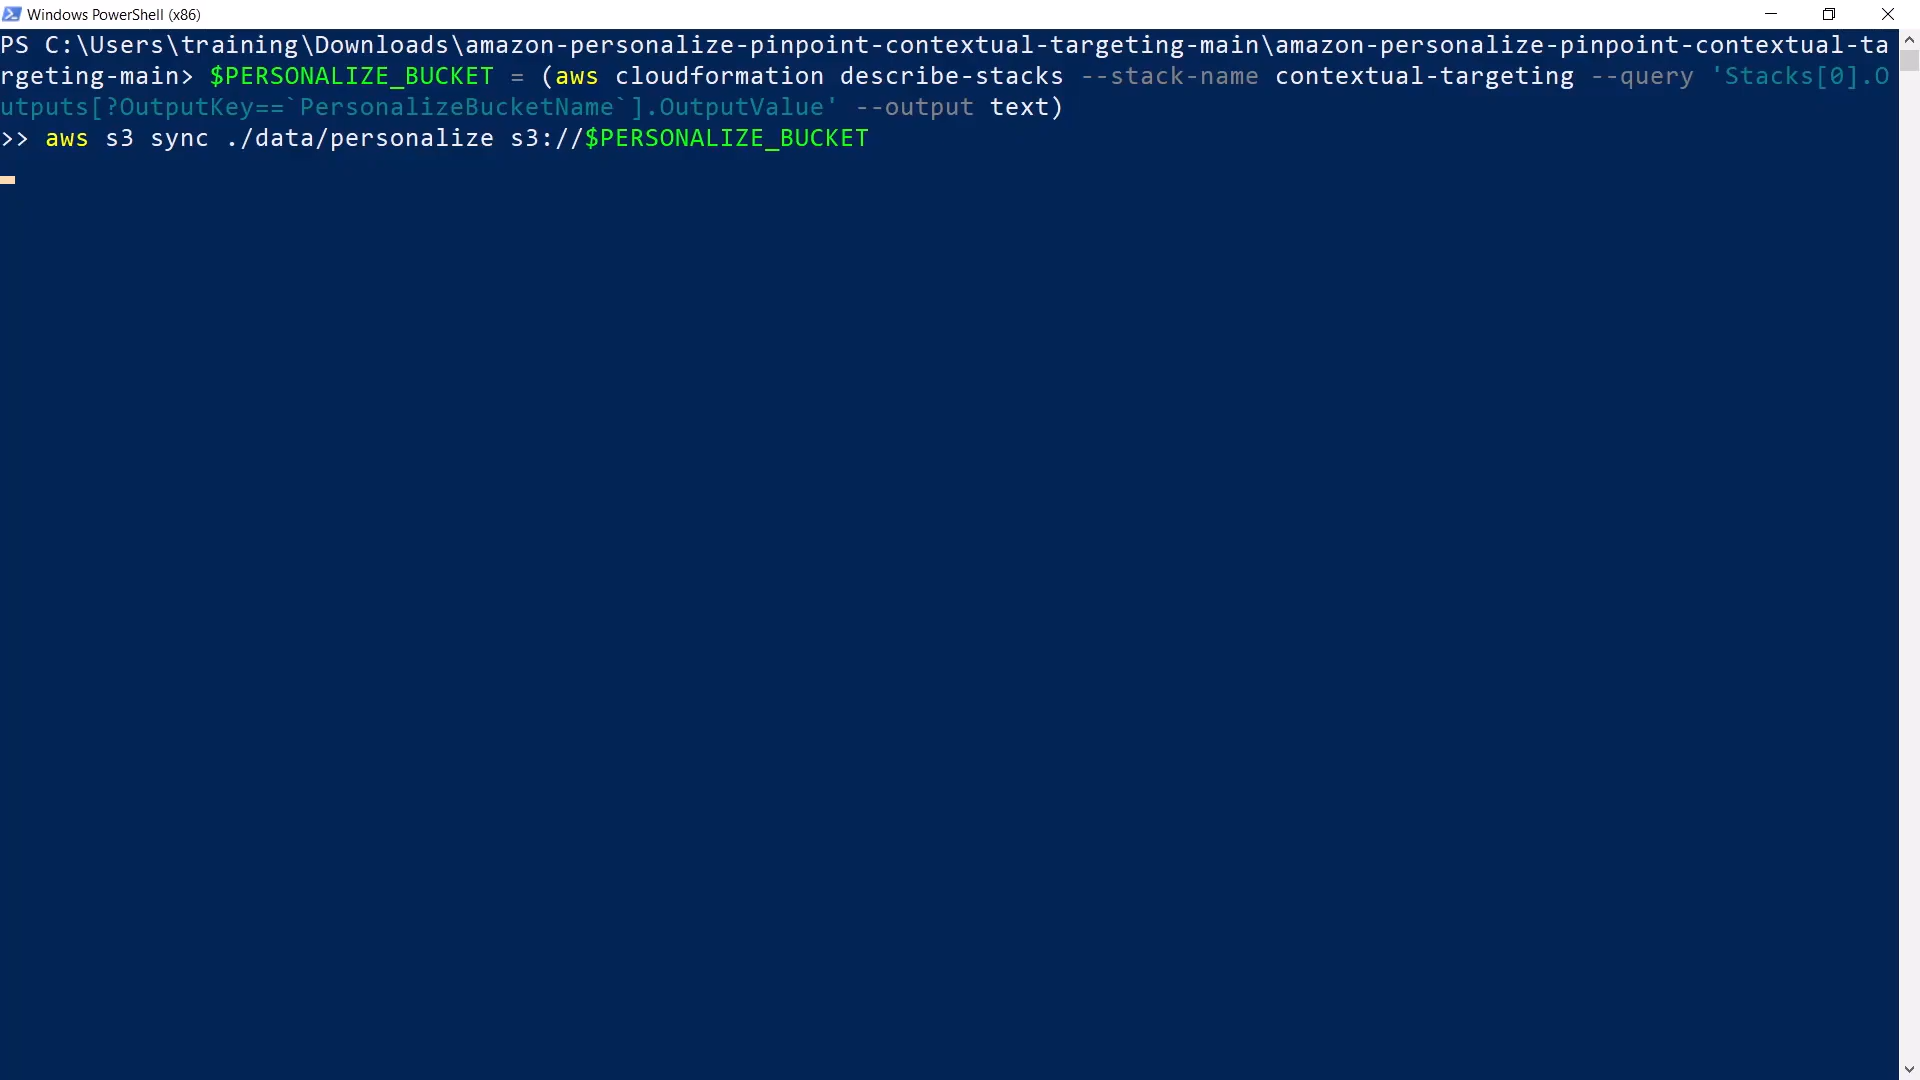 Windows PowerShell (x86)
PS C:\Users\training\Downloads\amazon-personalize-pinpoint-contextual-targeting-main\amazon-personalize-pinpoint-contextual-ta
rgeting-main> $PERSONALIZE_BUCKET = (aws cloudformation describe-stacks --stack-name contextual-targeting --query 'Stacks[0].O
utputs[?OutputKey==`PersonalizeBucketName`].OutputValue' --output text)
>> aws s3 sync ./data/personalize s3://$PERSONALIZE_BUCKET